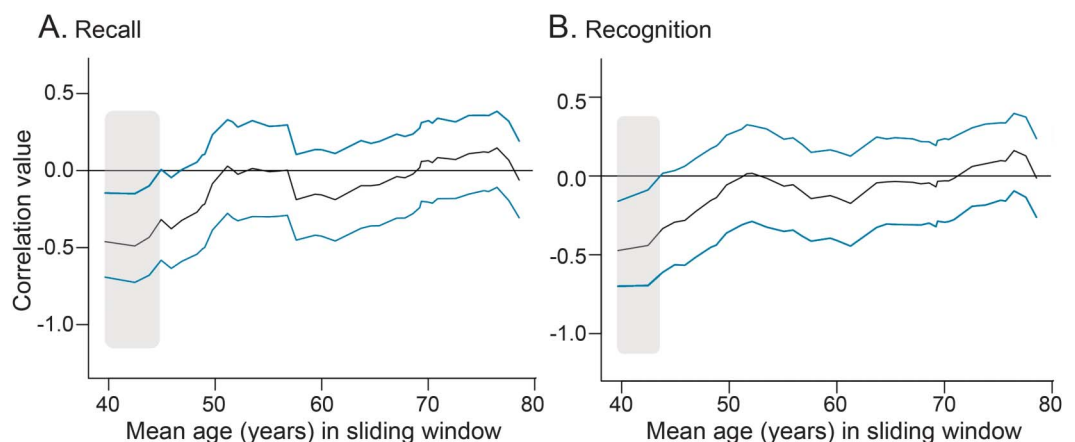 A. Recall
Correlation value
0.5
0.0
-0.5
-1.0
40 50 60 70 80
Mean age (years) in sliding window
B. Recognition
0.5
0.0
-0.5
-1.0
40 50 60 70 80
Mean age (years) in sliding window